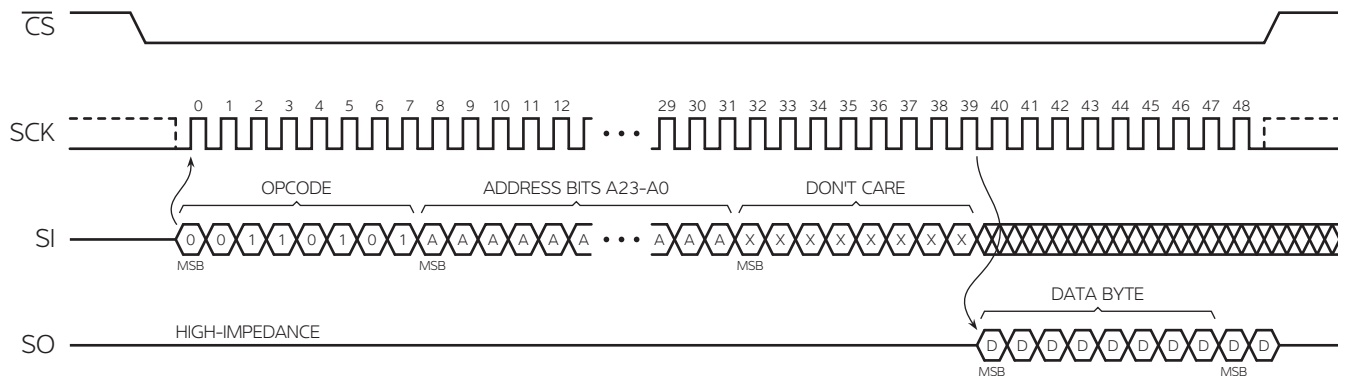 CS
0 1 2 3 4 5 6 7 8 9 10 11 12 29 30 31 32 33 34 35 36 37 38 39 40 41 42 43 44 45 46 47 48
SCK
OPCODE ADDRESS BITS A23-A0 DON'T CARE
SI 0 0 1 1 0 1 0 1 A A A A A A A A A X X X X X X X X
MSB MSB MSB
DATA BYTE
HIGH-IMPEDANCE
SO D D D D D D D D D D
MSB MSB